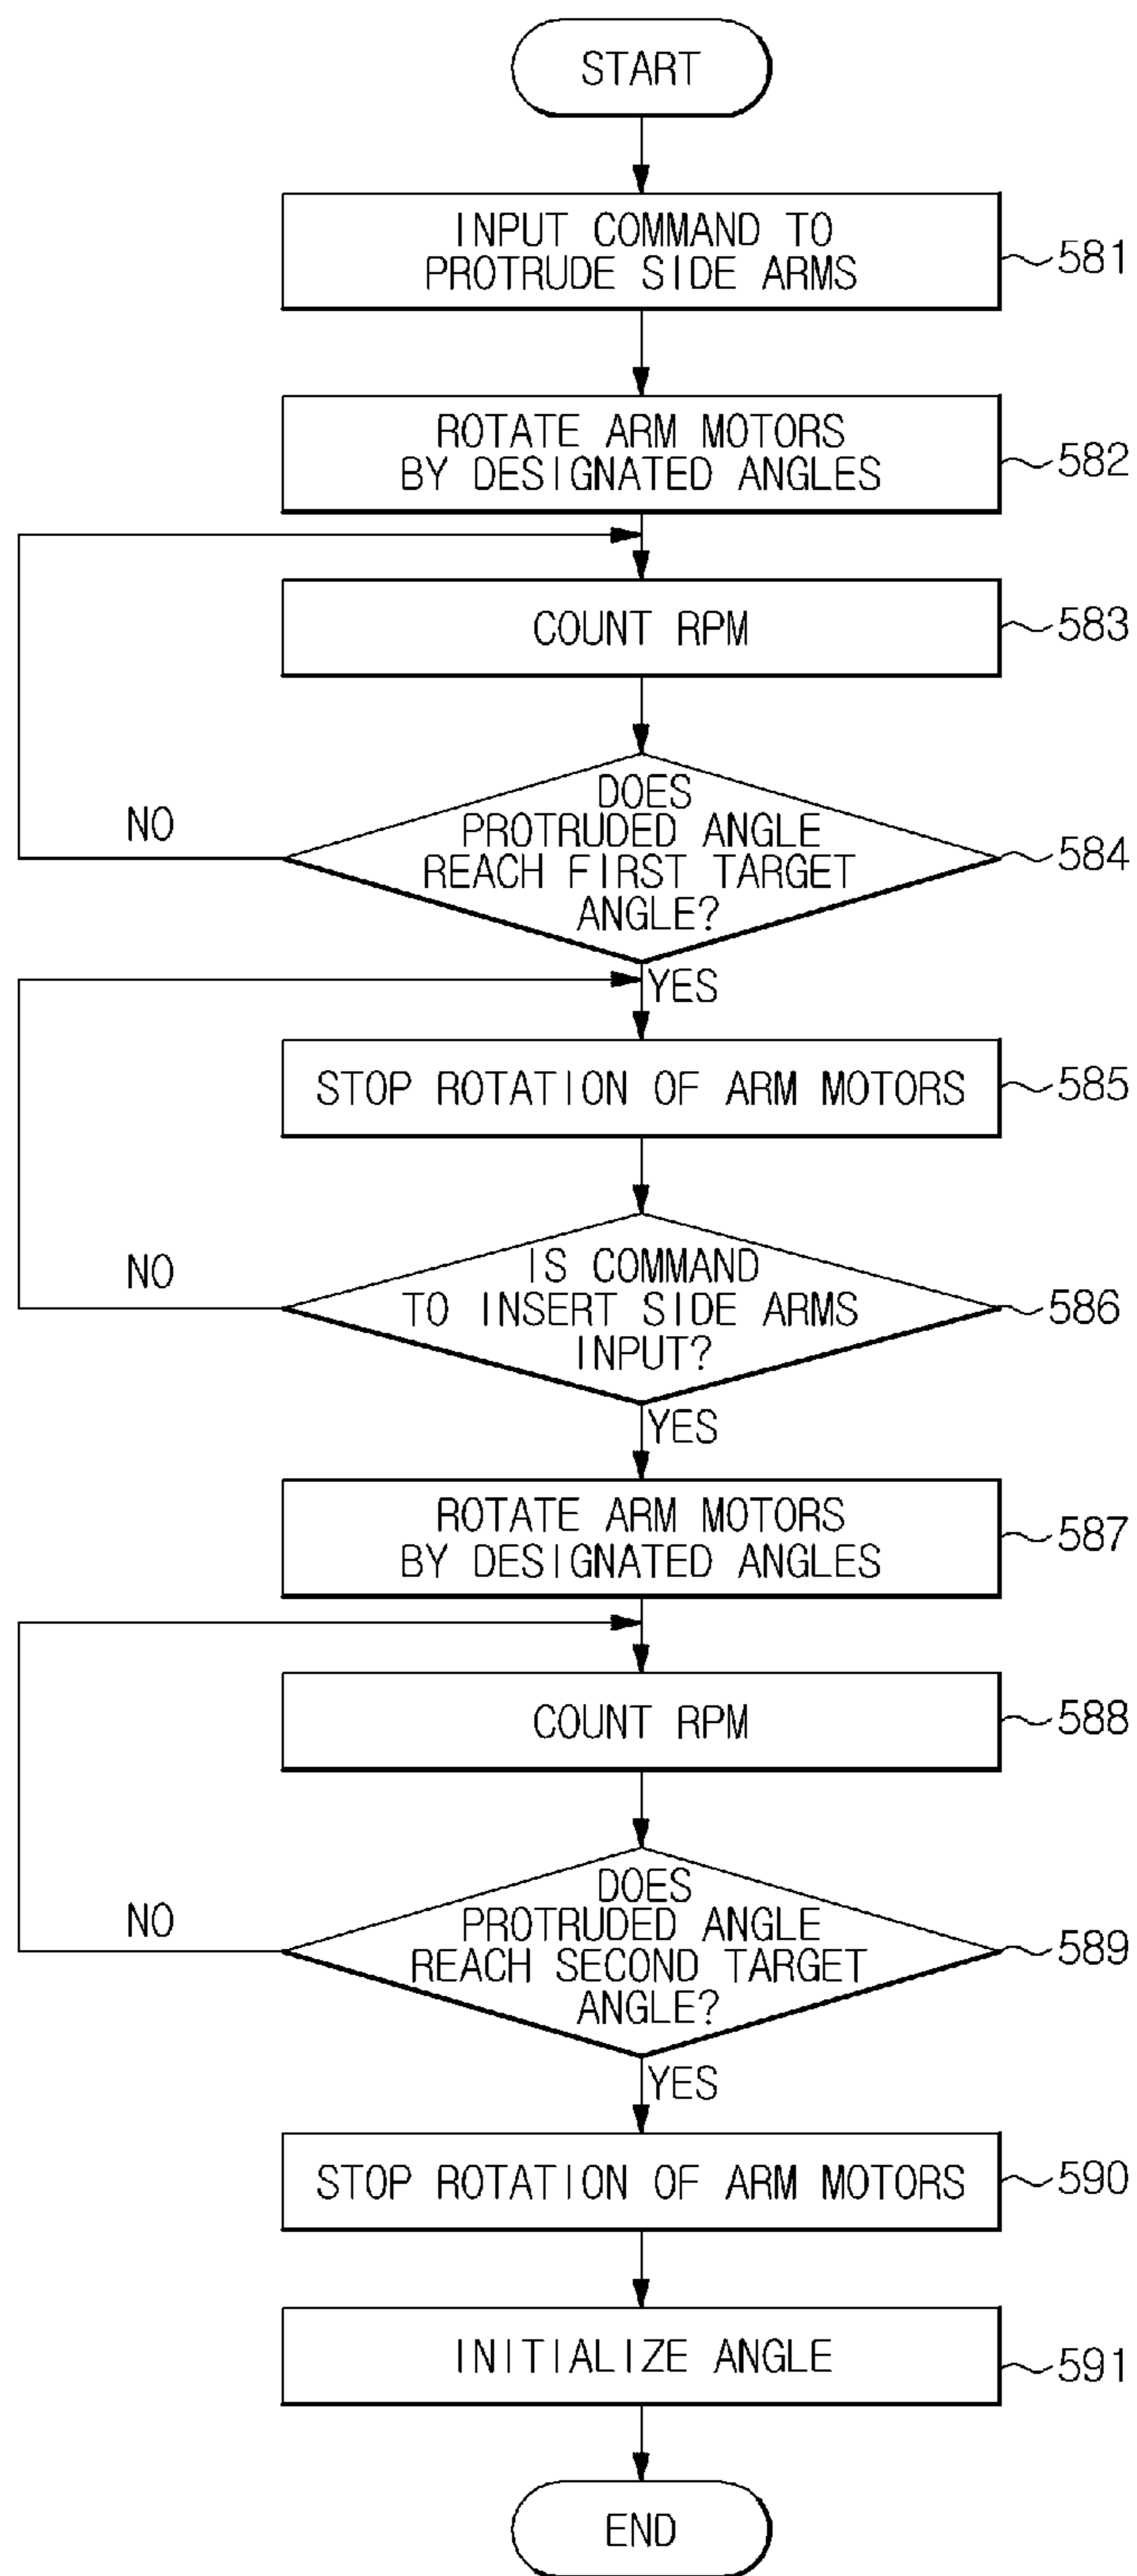 START
INPUT COMMAND TO
PROTRUDE SIDE ARMS
581
ROTATE ARM MOTORS
BY DESIGNATED ANGLES
582
COUNT RPM
583
DOES
PROTRUDED ANGLE
REACH FIRST TARGET
ANGLE?
584
NO
YES
STOP ROTATION OF ARM MOTORS
585
IS COMMAND
TO INSERT SIDE ARMS
INPUT?
586
NO
YES
ROTATE ARM MOTORS
BY DESIGNATED ANGLES
587
COUNT RPM
588
DOES
PROTRUDED ANGLE
REACH SECOND TARGET
ANGLE?
589
NO
YES
STOP ROTATION OF ARM MOTORS
590
INITIALIZE ANGLE
591
END